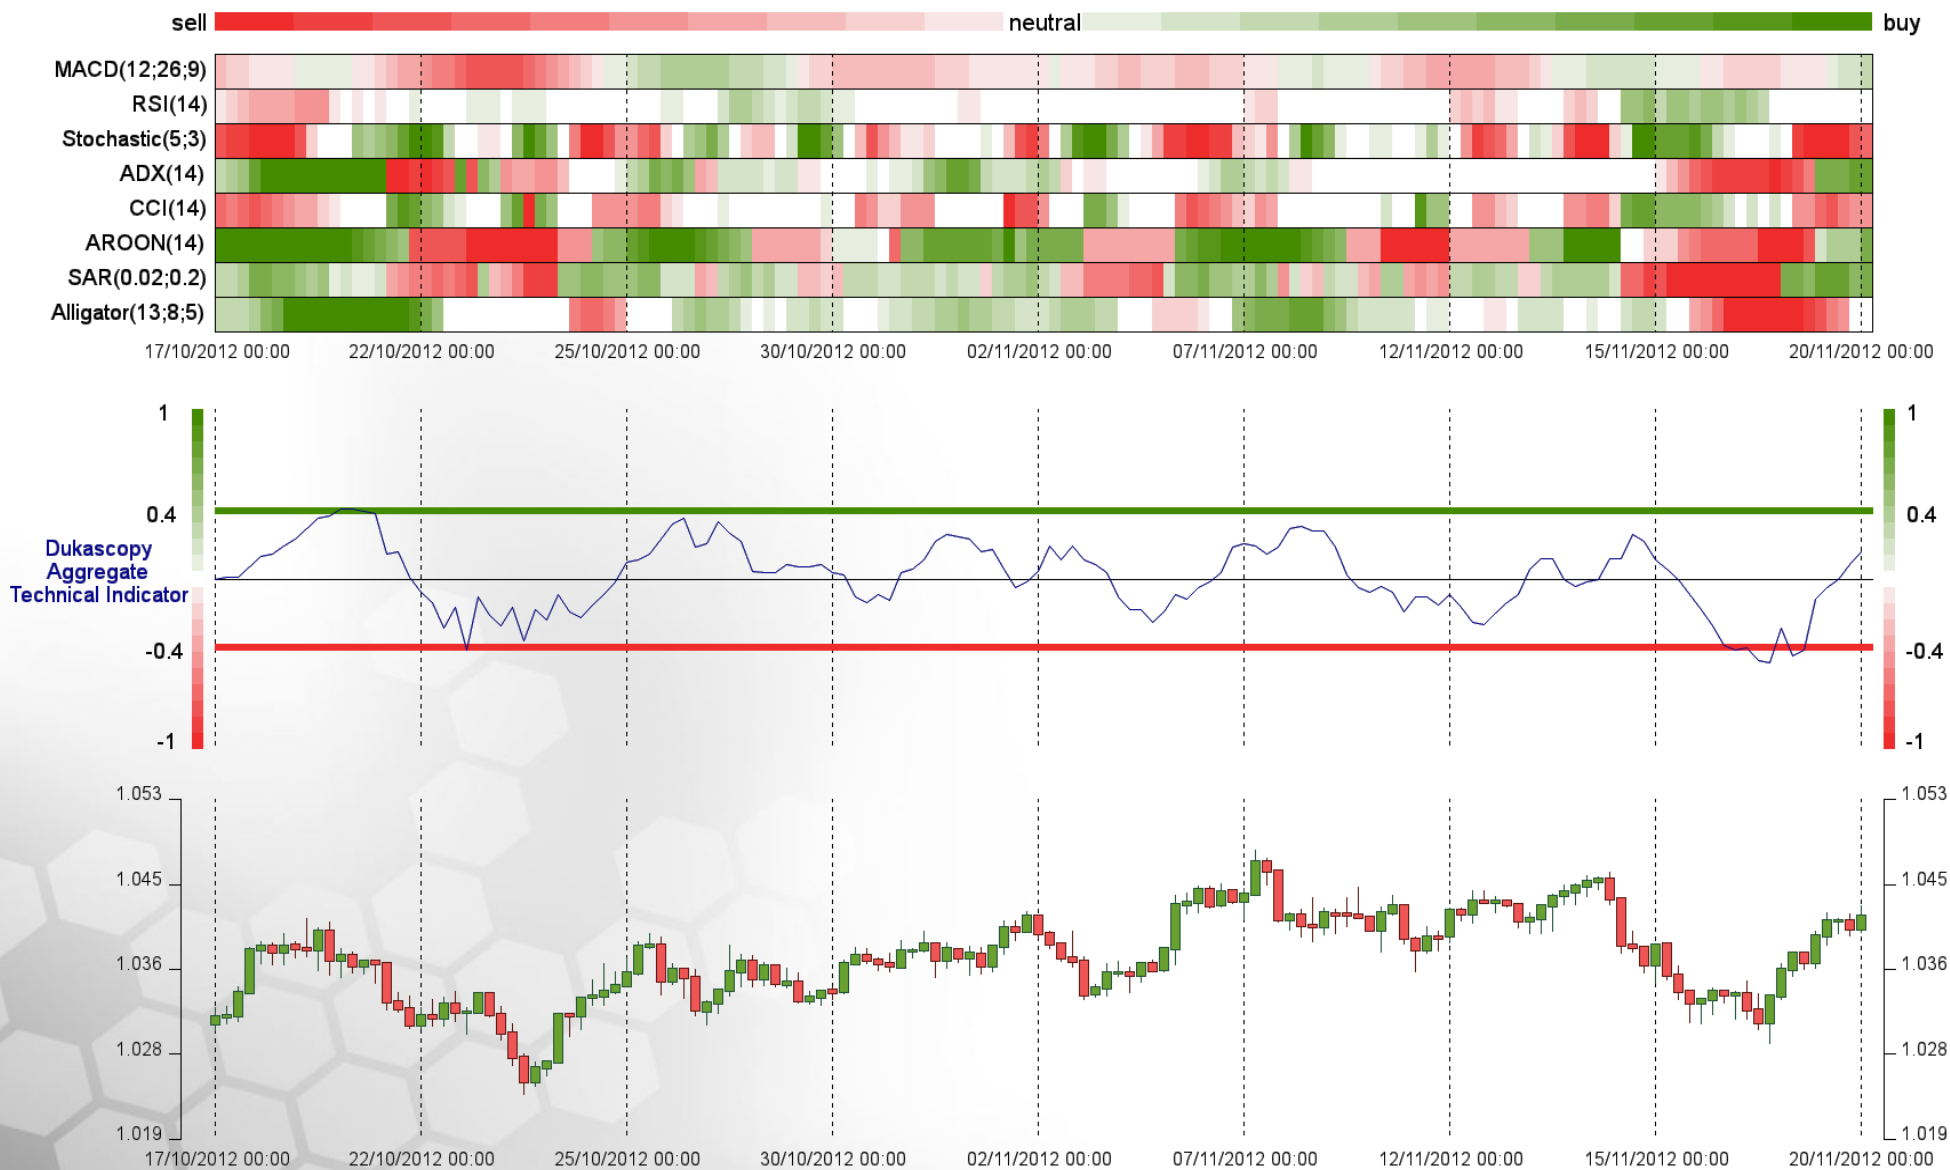 sell neutral buy
MACD(12;26;9)
RSI(14)
Stochastic(5;3)
ADX(14)
CCI(14)
AROON(14)
SAR(0.02;0.2)
Alligator(13;8;5)
17/10/2012 00:00 22/10/2012 00:00 25/10/2012 00:00 30/10/2012 00:00 02/11/2012 00:00 07/11/2012 00:00 12/11/2012 00:00 15/11/2012 00:00 20/11/2012 00:00
1 1
0.4 0.4
Dukascopy
Aggregate
Technical Indicator
-0.4 -0.4
-1 -1
1.053 1.053
1.045 1.045
1.036 1.036
1.028 1.028
1.019 1.019
17/10/2012 00:00 22/10/2012 00:00 25/10/2012 00:00 30/10/2012 00:00 02/11/2012 00:00 07/11/2012 00:00 12/11/2012 00:00 15/11/2012 00:00 20/11/2012 00:00